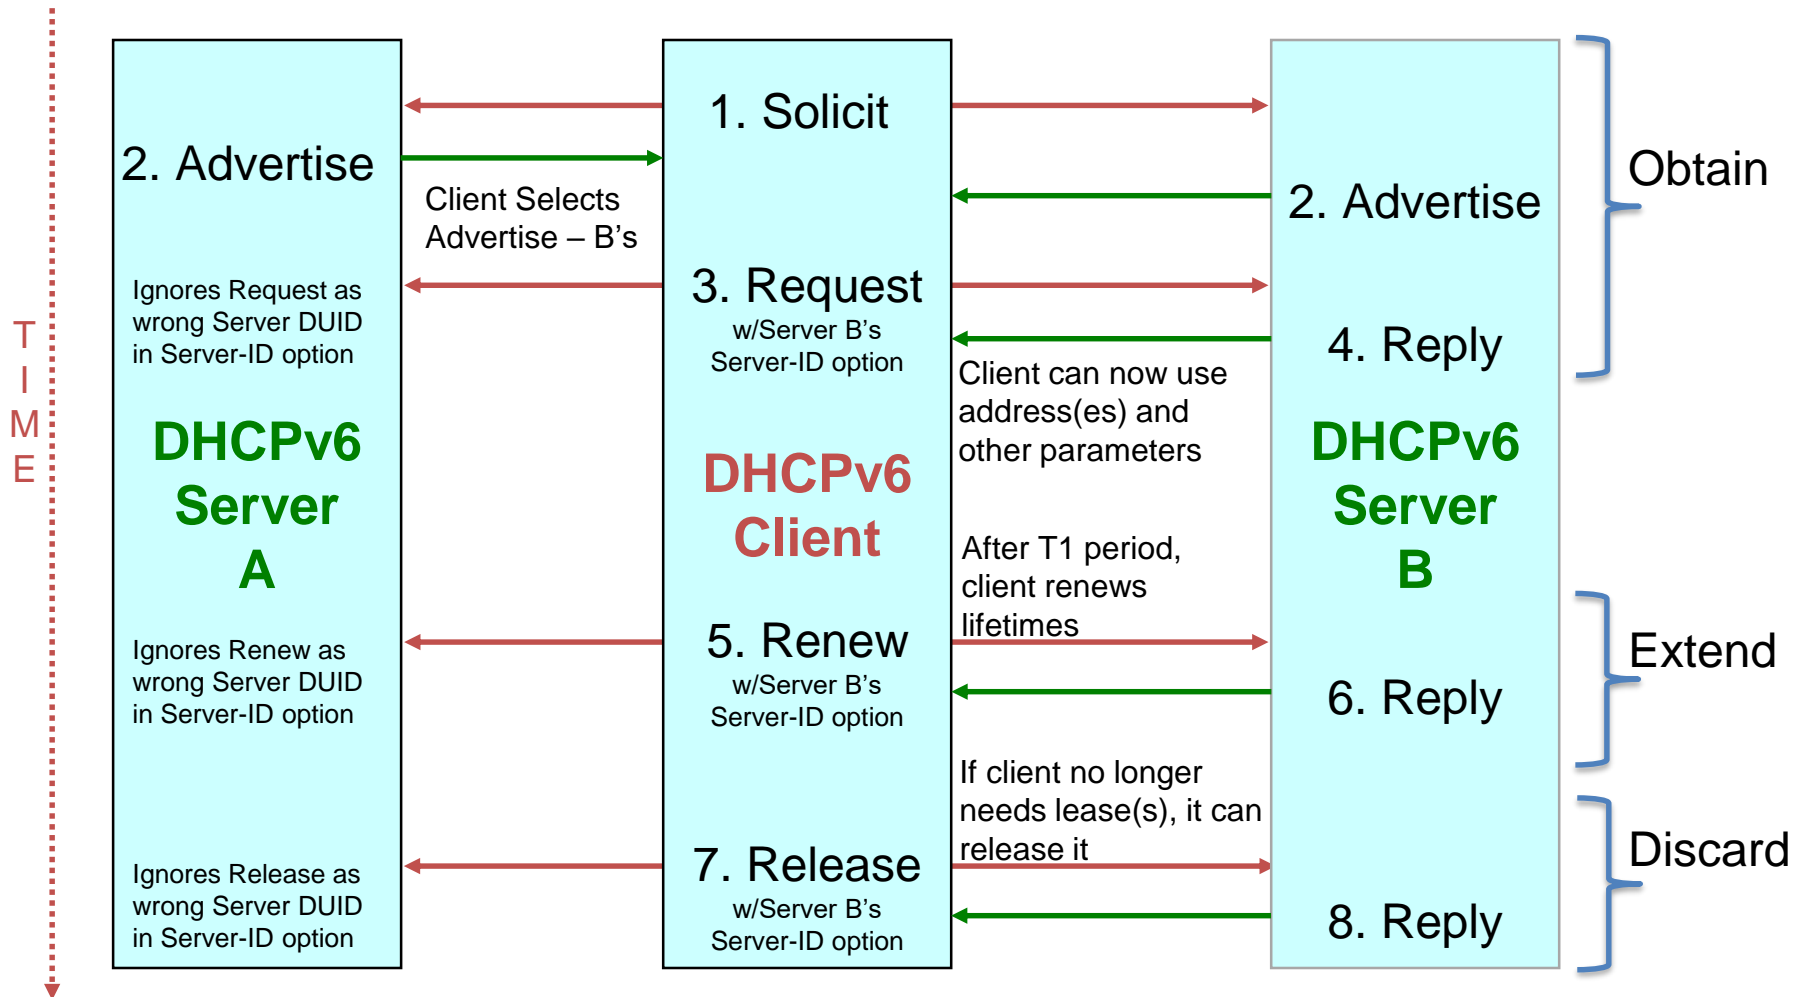 T
I
M
E
2. Advertise
Ignores Request as
wrong Server DUID
in Server-ID option
DHCPv6
Server
A
Ignores Renew as
wrong Server DUID
in Server-ID option
Ignores Release as
wrong Server DUID
in Server-ID option
Client Selects
Advertise – B's
1. Solicit
3. Request
w/Server B's
Server-ID option
DHCPv6
Client
5. Renew
w/Server B's
Server-ID option
7. Release
w/Server B's
Server-ID option
Client can now use
address(es) and
other parameters
After T1 period,
client renews
lifetimes
If client no longer
needs lease(s), it can
release it
2. Advertise
4. Reply
DHCPv6
Server
B
6. Reply
8. Reply
Obtain
Extend
Discard